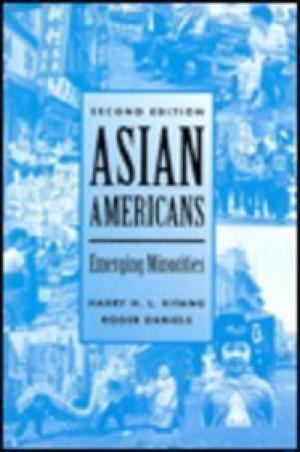 SECOND EDITION
ASIAN
AMERICANS
Emerging Minorities
HARRY H. L. KITANO
ROGER DANIELS